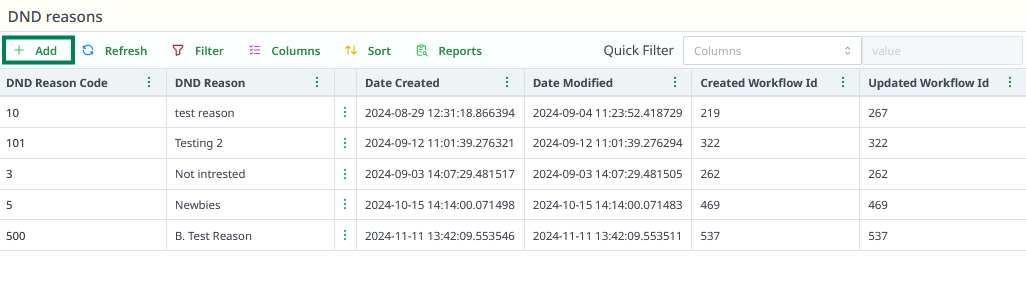 DND reasons
Add Refresh Filter Columns Sort Reports Quick Filter Columns value
DND Reason Code DND Reason Date Created Date Modified Created Workflow Id Updated Workflow Id
10 test reason 2024-08-29 12:31:18.866394 2024-09-04 11:23:52.418729 219 267
101 Testing 2 2024-09-12 11:01:39.276321 2024-09-12 11:01:39.276294 322 322
3 Not intrested 2024-09-03 14:07:29.481517 2024-09-03 14:07:29.481505 262 262
5 Newbies 2024-10-15 14:14:00.071498 2024-10-15 14:14:00.071483 469 469
500 B. Test Reason 2024-11-11 13:42:09.553546 2024-11-11 13:42:09.553511 537 537